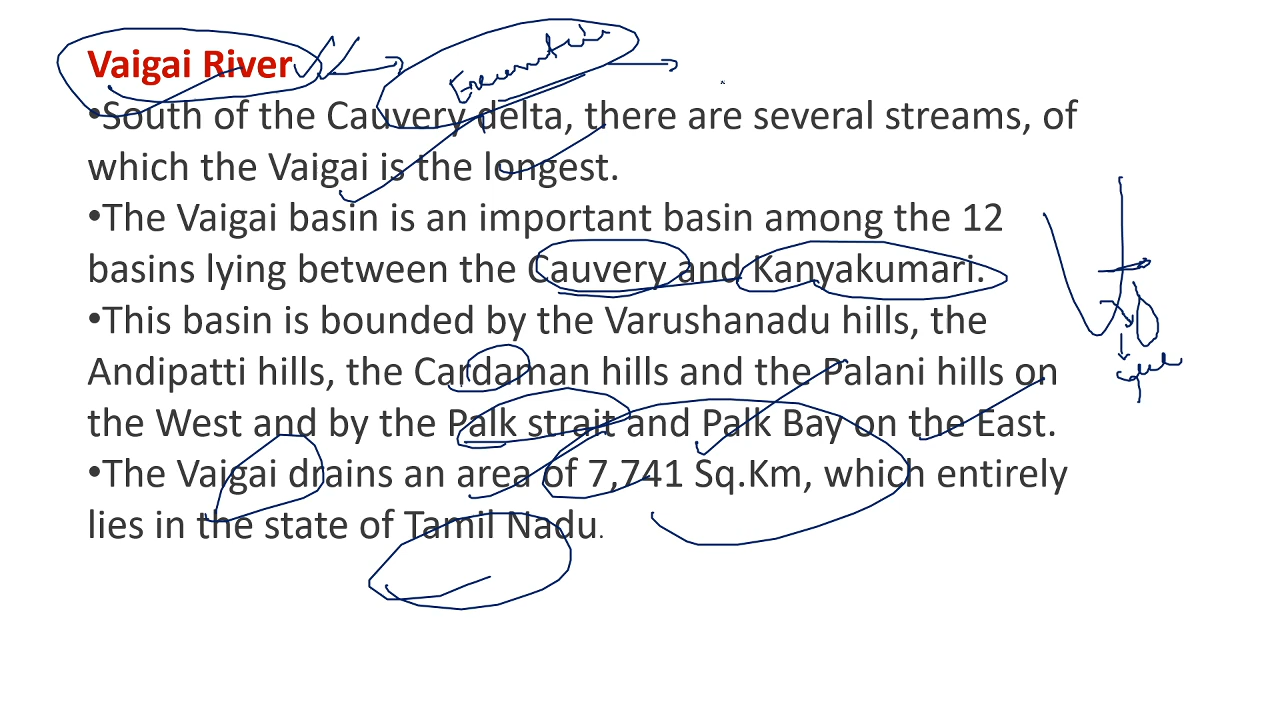 Vaigai River
•South of the Cauvery delta, there are several streams, of
which the Vaigai is the longest.
•The Vaigai basin is an important basin among the 12
basins lying between the Cauvery and Kanyakumari.
•This basin is bounded by the Varushanadu hills, the
Andipatti hills, the Cardaman hills and the Palani hills on
the West and by the Palk strait and Palk Bay on the East.
•The Vaigai drains an area of 7,741 Sq.Km, which entirely
lies in the state of Tamil Nadu.